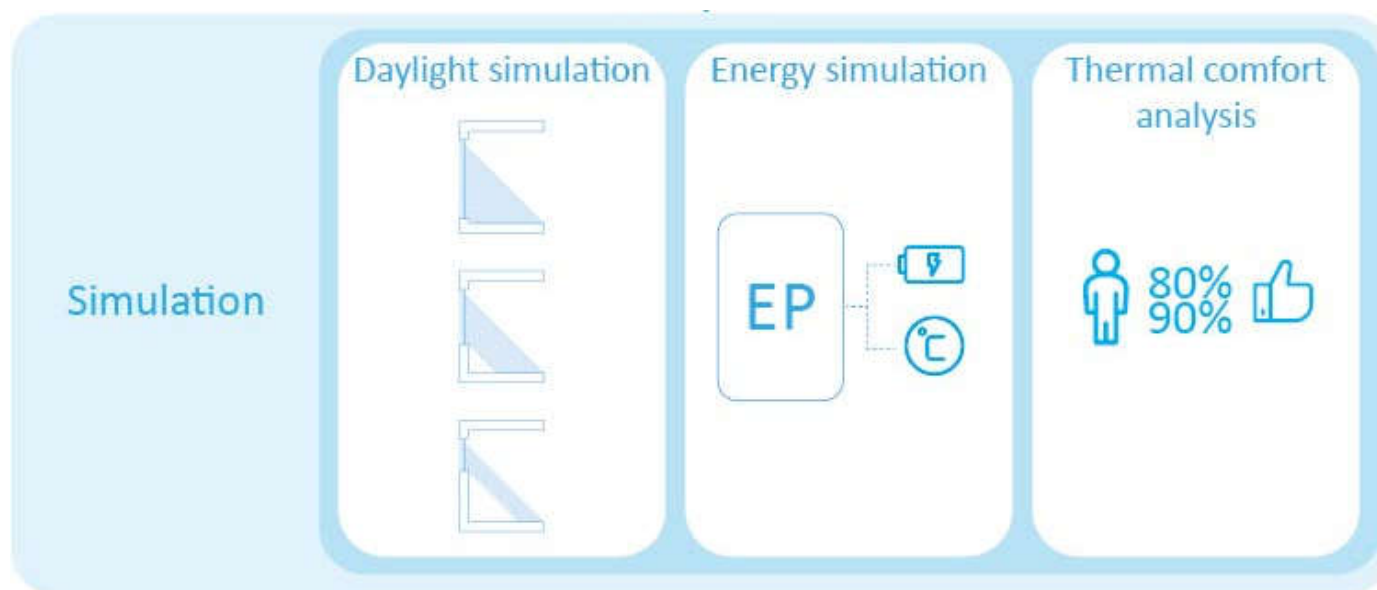 Simulation
Daylight simulation
Energy simulation
EP
°C
Thermal comfort
analysis
80%
90%